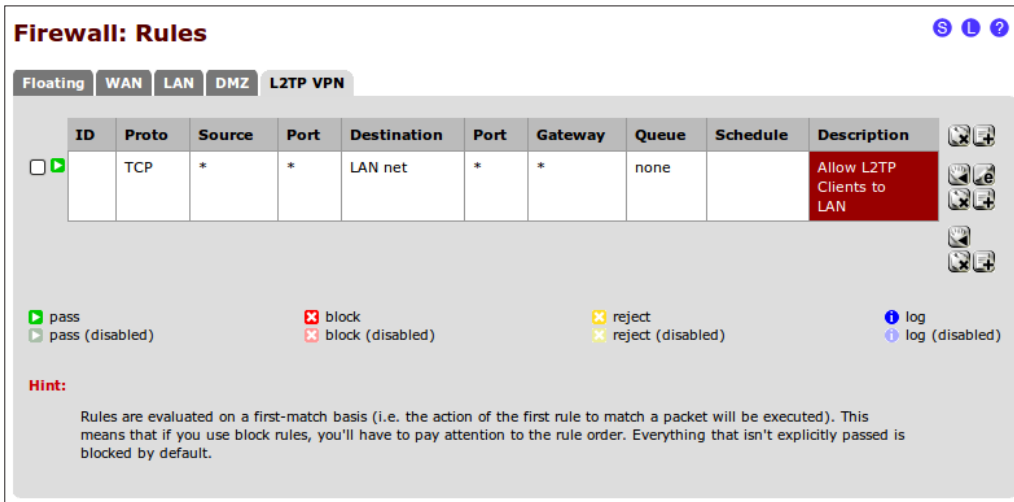 Firewall: Rules
S L ?
Floating WAN LAN DMZ L2TP VPN
ID Proto Source Port Destination Port Gateway Queue Schedule Description
TCP * * LAN net * * none Allow L2TP
Clients to
LAN
pass block reject log
pass (disabled) block (disabled) reject (disabled) log (disabled)
Hint:
Rules are evaluated on a first-match basis (i.e. the action of the first rule to match a packet will be executed). This
means that if you use block rules, you'll have to pay attention to the rule order. Everything that isn't explicitly passed is
blocked by default.